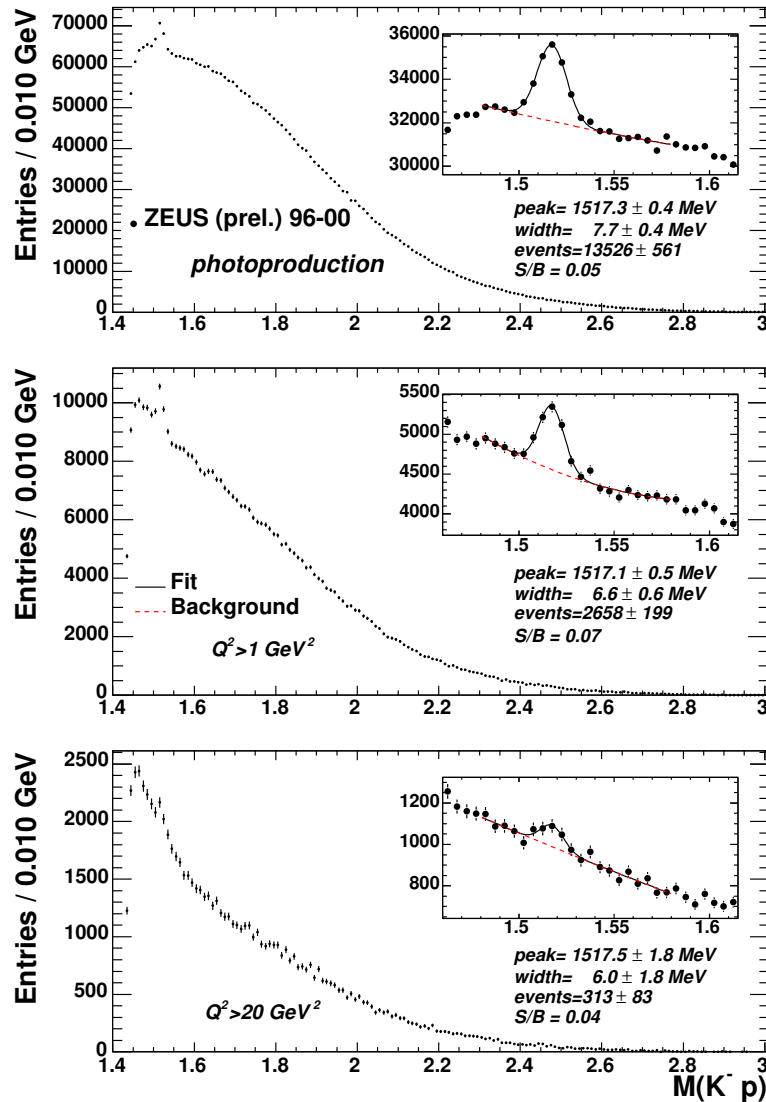 Entries / 0.010 GeV
70000
60000
50000
40000
30000
20000
10000
0
1.4 1.6 1.8 2 2.2 2.4 2.6 2.8 3
ZEUS (prel.) 96-00
photoproduction
36000
34000
32000
30000
1.5 1.55 1.6
peak= 1517.3 ± 0.4 MeV
width= 7.7 ± 0.4 MeV
events=13526 ± 561
S/B = 0.05
Entries / 0.010 GeV
10000
8000
6000
4000
2000
0
1.4 1.6 1.8 2 2.2 2.4 2.6 2.8 3
Fit
Background
Q²>1 GeV²
5500
5000
4500
4000
1.5 1.55 1.6
peak= 1517.1 ± 0.5 MeV
width= 6.6 ± 0.6 MeV
events=2658 ± 199
S/B = 0.07
Entries / 0.010 GeV
2500
2000
1500
1000
500
0
1.4 1.6 1.8 2 2.2 2.4 2.6 2.8 3
Q²>20 GeV²
1200
1000
800
1.5 1.55 1.6
peak= 1517.5 ± 1.8 MeV
width= 6.0 ± 1.8 MeV
events=313 ± 83
S/B = 0.04
M(K⁻ p)